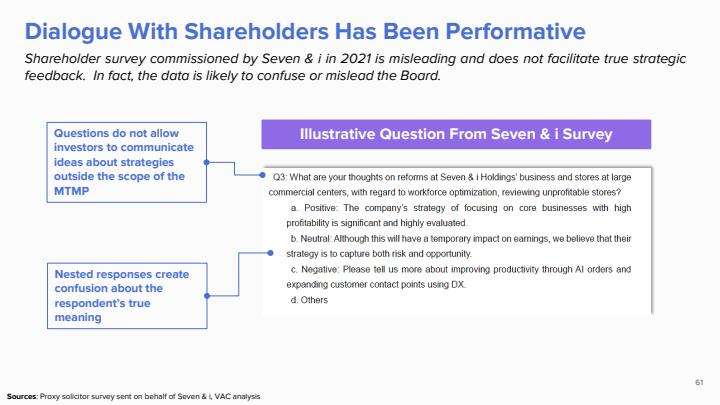 Dialogue With Shareholders Has Been Performative
Shareholder survey commissioned by Seven & i in 2021 is misleading and does not facilitate true strategic
feedback.  In fact, the data is likely to confuse or mislead the Board.
Questions do not allow
investors to communicate
ideas about strategies
outside the scope of the
MTMP
Nested responses create
confusion about the
respondent's true
meaning
Illustrative Question From Seven & i Survey
Q3: What are your thoughts on reforms at Seven & i Holdings' business and stores at large
commercial centers, with regard to workforce optimization, reviewing unprofitable stores?
a. Positive: The company's strategy of focusing on core businesses with high
profitability is significant and highly evaluated.
b. Neutral: Although this will have a temporary impact on earnings, we believe that their
strategy is to capture both risk and opportunity.
c. Negative: Please tell us more about improving productivity through AI orders and
expanding customer contact points using DX.
d. Others
61
Sources: Proxy solicitor survey sent on behalf of Seven & i, VAC analysis